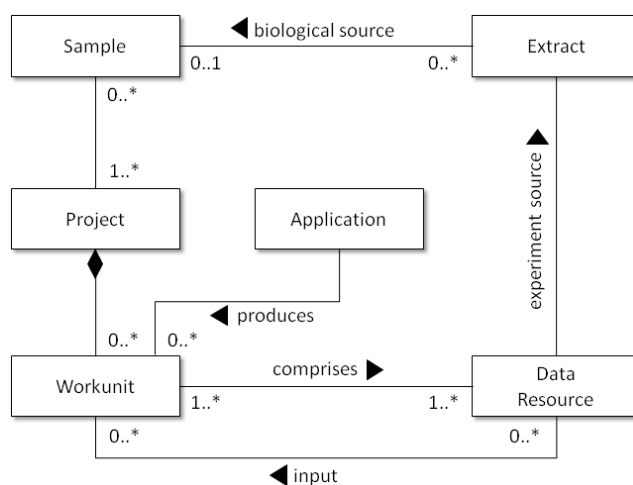 Sample
biological source
Extract
0..1
0..*
0..*
1..*
experiment source
Project
Application
produces
0..*
0..*
comprises
Workunit
Data
Resource
1..*
1..*
0..*
0..*
input